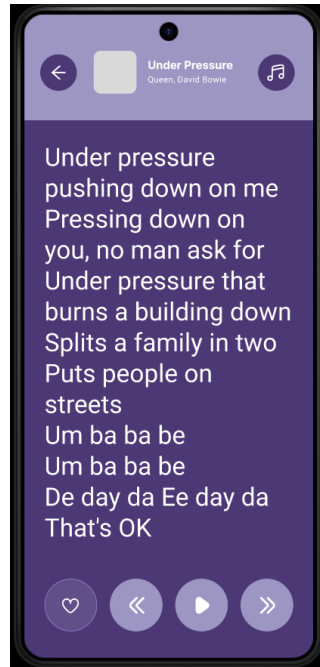 Under Pressure
Queen, David Bowie
Under pressure
pushing down on me
Pressing down on
you, no man ask for
Under pressure that
burns a building down
Splits a family in two
Puts people on
streets
Um ba ba be
Um ba ba be
De day da Ee day da
That's OK